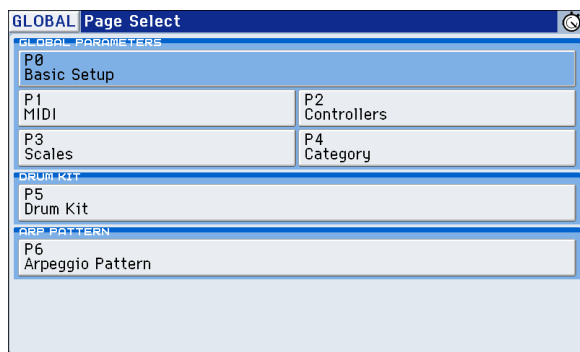 GLOBAL Page Select
GLOBAL PARAMETERS
P0
Basic Setup
P1
MIDI
P2
Controllers
P3
Scales
P4
Category
DRUM KIT
P5
Drum Kit
ARP PATTERN
P6
Arpeggio Pattern